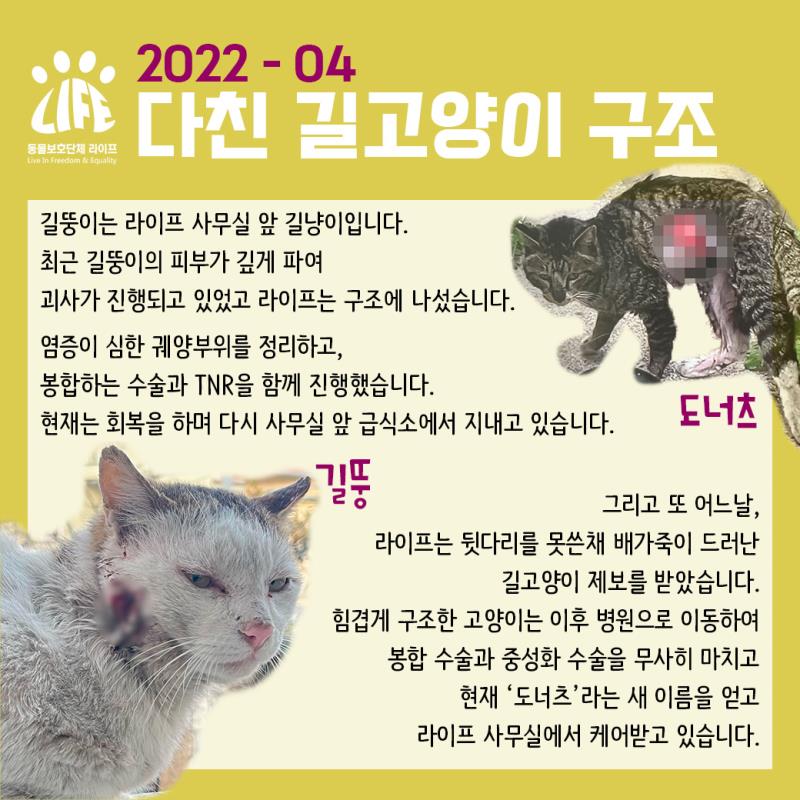 2022 - 04
LIFE
동물보호단체 라이프
Live In Freedom & Equality
다친 길고양이 구조
길뚱이는 라이프 사무실 앞 길냥이입니다.
최근 길뚱이의 피부가 깊게 파여
괴사가 진행되고 있었고 라이프는 구조에 나섰습니다.
염증이 심한 궤양부위를 정리하고,
봉합하는 수술과 TNR을 함께 진행했습니다.
현재는 회복을 하며 다시 사무실 앞 급식소에서 지내고 있습니다.
도너츠
길뚱
그리고 또 어느날,
라이프는 뒷다리를 못쓴채 배가죽이 드러난
길고양이 제보를 받았습니다.
힘겹게 구조한 고양이는 이후 병원으로 이동하여
봉합 수술과 중성화 수술을 무사히 마치고
현재 ‘도너츠’라는 새 이름을 얻고
라이프 사무실에서 케어받고 있습니다.